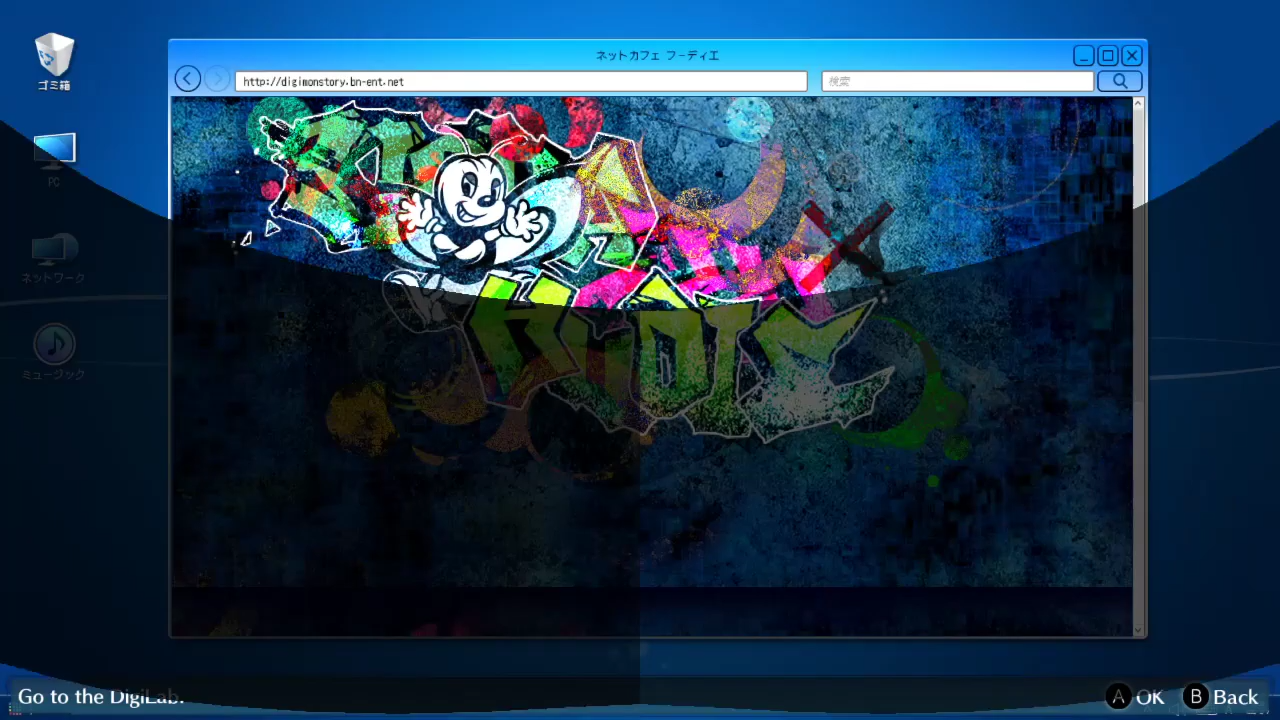 ネットカフェ フーディエ
http://digimonstory.bn-ent.net
検索
ゴミ箱
PC
ネットワーク
ミュージック
HUDIE
Go to the DigiLab.
A OK B Back